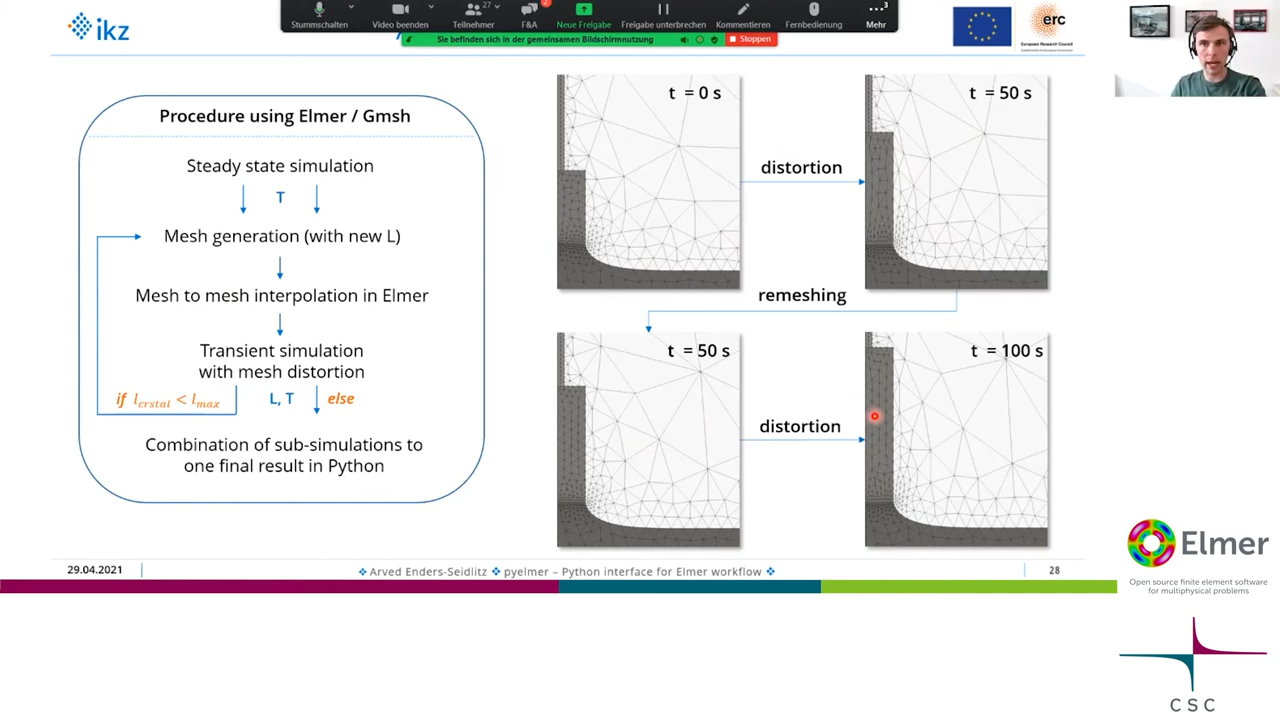 ikz
27
2
3
Stummschalten
Video beenden
Teilnehmer
F&A
Neue Freigabe
Freigabe unterbrechen
Kommentieren
Fernbedienung
Mehr
Sie befinden sich in der gemeinsamen Bildschirmnutzung
Stoppen
erc
European Research Council
Procedure using Elmer / Gmsh
Steady state simulation
T
Mesh generation (with new L)
Mesh to mesh interpolation in Elmer
Transient simulation
with mesh distortion
if l_crstal < l_max
L, T
else
Combination of sub-simulations to
one final result in Python
t = 0 s
distortion
t = 50 s
remeshing
t = 50 s
distortion
t = 100 s
29.04.2021
Arved Enders-Seidlitz ❖ pyelmer – Python interface for Elmer workflow
28
Elmer
Open source finite element software
for multiphysical problems
CSC